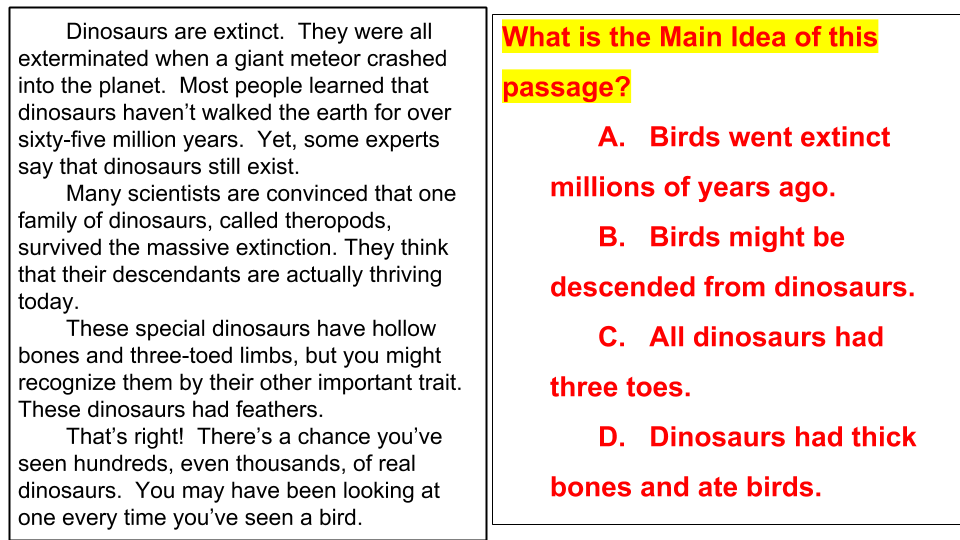 Dinosaurs are extinct.  They were all
exterminated when a giant meteor crashed
into the planet.  Most people learned that
dinosaurs haven’t walked the earth for over
sixty-five million years.  Yet, some experts
say that dinosaurs still exist.
Many scientists are convinced that one
family of dinosaurs, called theropods,
survived the massive extinction. They think
that their descendants are actually thriving
today.
These special dinosaurs have hollow
bones and three-toed limbs, but you might
recognize them by their other important trait.
These dinosaurs had feathers.
That’s right!  There’s a chance you’ve
seen hundreds, even thousands, of real
dinosaurs.  You may have been looking at
one every time you’ve seen a bird.
What is the Main Idea of this
passage?
A. Birds went extinct
millions of years ago.
B. Birds might be
descended from dinosaurs.
C. All dinosaurs had
three toes.
D. Dinosaurs had thick
bones and ate birds.